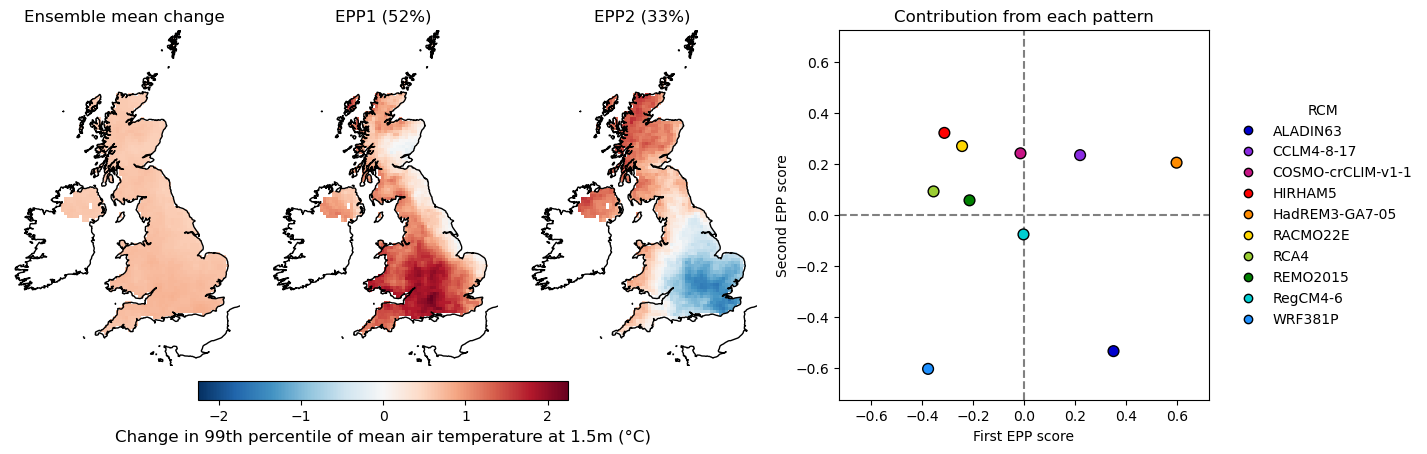 Ensemble mean change
EPP1 (52%)
EPP2 (33%)
Contribution from each pattern
−2
−1
0
1
2
Change in 99th percentile of mean air temperature at 1.5m (°C)
Second EPP score
0.6
0.4
0.2
0.0
−0.2
−0.4
−0.6
−0.6
−0.4
−0.2
0.0
0.2
0.4
0.6
First EPP score
RCM
ALADIN63
CCLM4-8-17
COSMO-crCLIM-v1-1
HIRHAM5
HadREM3-GA7-05
RACMO22E
RCA4
REMO2015
RegCM4-6
WRF381P